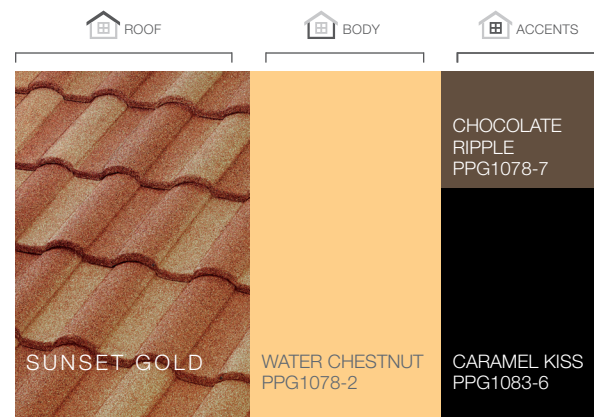 ROOF
BODY
ACCENTS
CHOCOLATE
RIPPLE
PPG1078-7
SUNSET GOLD
WATER CHESTNUT
PPG1078-2
CARAMEL KISS
PPG1083-6